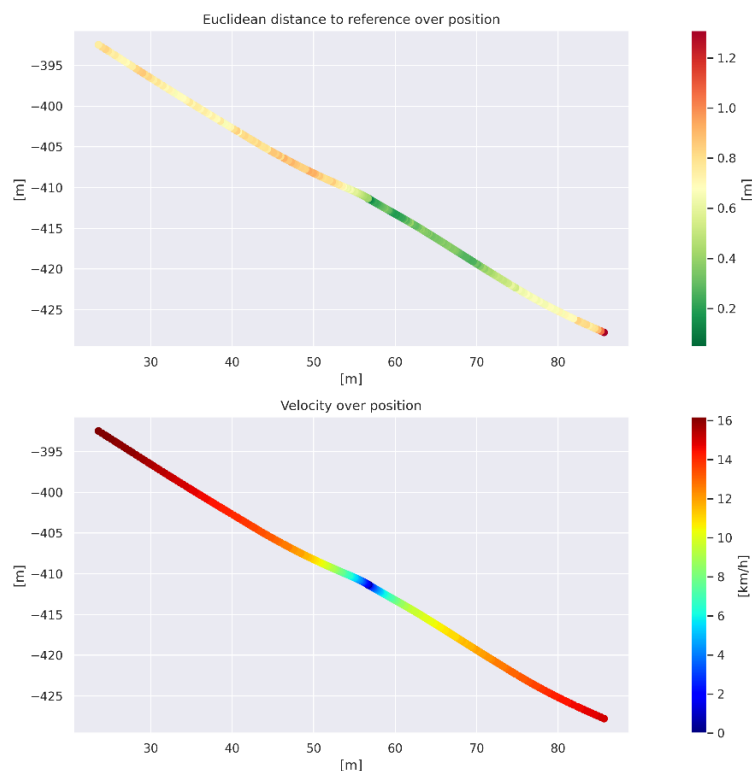 Euclidean distance to reference over position
−395
−400
−405
−410
−415
−420
−425
[m]
30 40 50 60 70 80
[m]
1.2
1.0
0.8
0.6
0.4
0.2
[m]
Velocity over position
−395
−400
−405
−410
−415
−420
−425
[m]
30 40 50 60 70 80
[m]
16
14
12
10
8
6
4
2
0
[km/h]